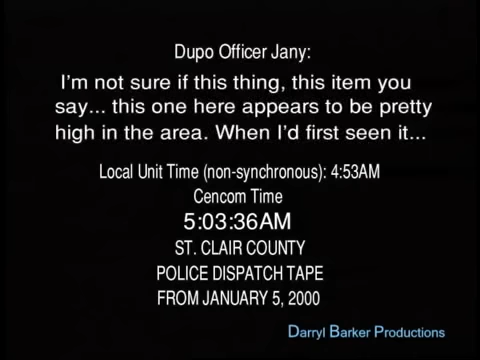 Dupo Officer Jany:
I'm not sure if this thing, this item you
say... this one here appears to be pretty
high in the area. When I'd first seen it...
Local Unit Time (non-synchronous): 4:53AM
Cencom Time
5:03:36AM
ST. CLAIR COUNTY
POLICE DISPATCH TAPE
FROM JANUARY 5, 2000
Darryl Barker Productions